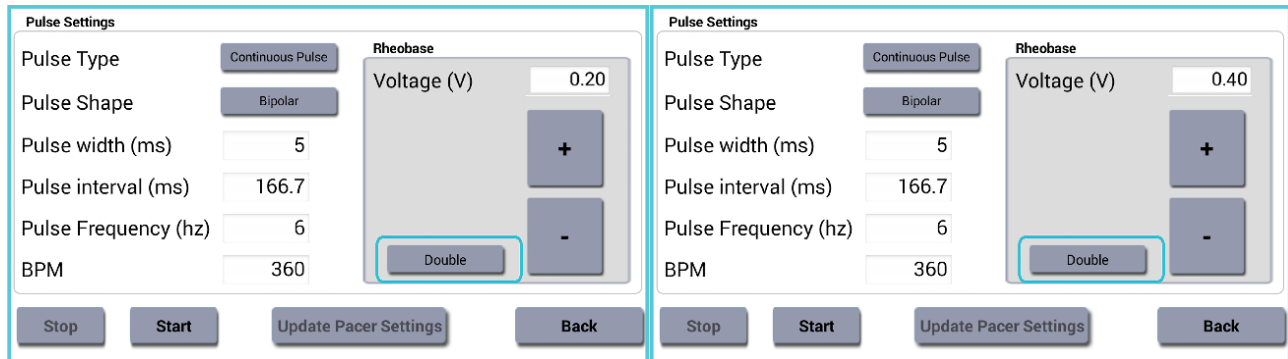 Pulse Settings
Pulse Type Continuous Pulse
Pulse Shape Bipolar
Pulse width (ms) 5
Pulse interval (ms) 166.7
Pulse Frequency (hz) 6
BPM 360
Rheobase
Voltage (V) 0.20
+
-
Double
Stop Start Update Pacer Settings Back
Pulse Settings
Pulse Type Continuous Pulse
Pulse Shape Bipolar
Pulse width (ms) 5
Pulse interval (ms) 166.7
Pulse Frequency (hz) 6
BPM 360
Rheobase
Voltage (V) 0.40
+
-
Double
Stop Start Update Pacer Settings Back